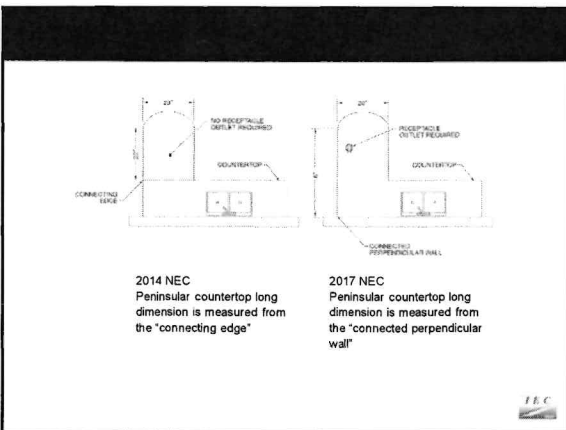 20"
20"
NO RECEPTACLE
OUTLET REQUIRED
RECEPTACLE
OUTLET REQUIRED
COUNTERTOP
COUNTERTOP
CONNECTING
EDGE
CONNECTED
PERPENDICULAR WALL
2014 NEC
Peninsular countertop long
dimension is measured from
the "connecting edge"
2017 NEC
Peninsular countertop long
dimension is measured from
the "connected perpendicular
wall"
IEC